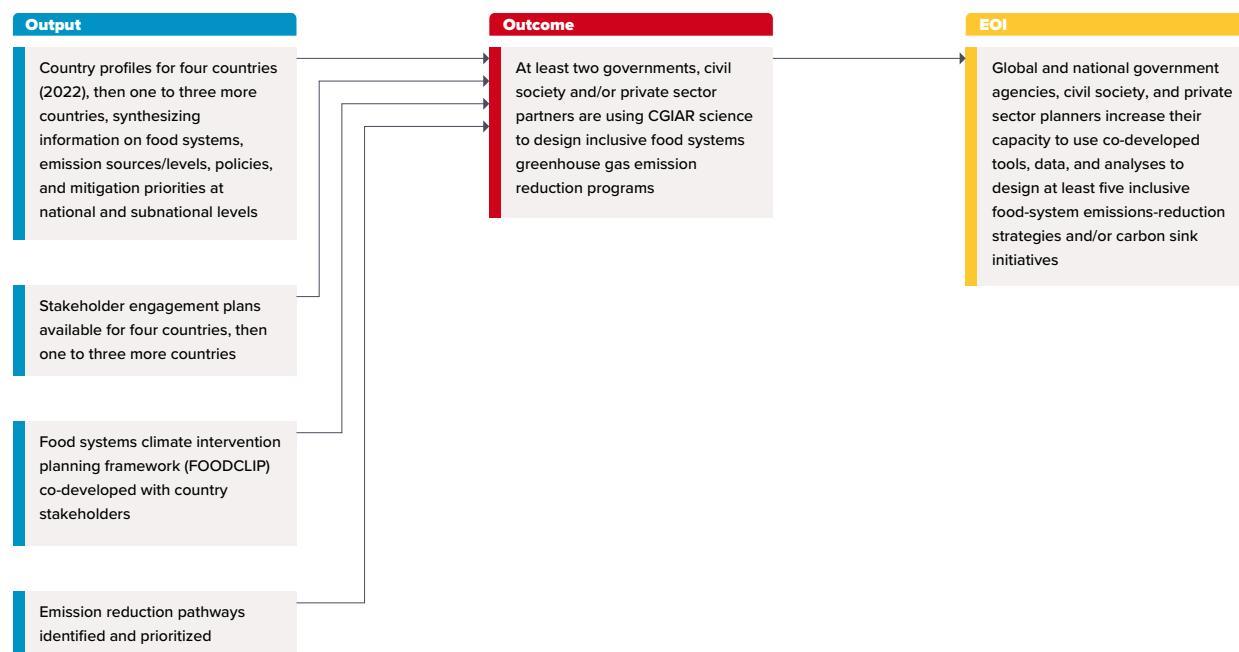 Output
Country profiles for four countries
(2022), then one to three more
countries, synthesizing
information on food systems,
emission sources/levels, policies,
and mitigation priorities at
national and subnational levels
Stakeholder engagement plans
available for four countries, then
one to three more countries
Food systems climate intervention
planning framework (FOODCLIP)
co-developed with country
stakeholders
Emission reduction pathways
identified and prioritized
Outcome
At least two governments, civil
society and/or private sector
partners are using CGIAR science
to design inclusive food systems
greenhouse gas emission
reduction programs
EOI
Global and national government
agencies, civil society, and private
sector planners increase their
capacity to use co-developed
tools, data, and analyses to
design at least five inclusive
food-system emissions-reduction
strategies and/or carbon sink
initiatives